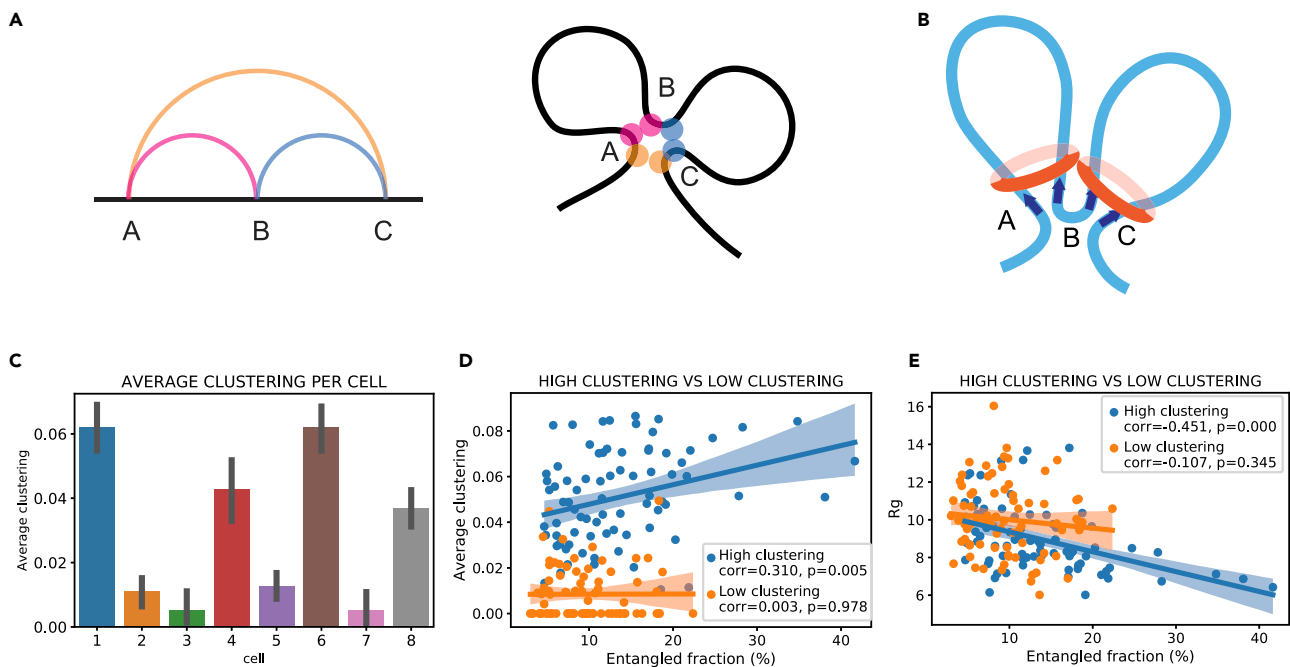 A
A B C
B
A
C
B
A
B
C
C
AVERAGE CLUSTERING PER CELL
Average clustering
0.06
0.04
0.02
0.00
1 2 3 4 5 6 7 8
cell
D
HIGH CLUSTERING VS LOW CLUSTERING
Average clustering
0.08
0.06
0.04
0.02
0.00
High clustering
corr=0.310, p=0.005
Low clustering
corr=0.003, p=0.978
10 20 30 40
Entangled fraction (%)
E
HIGH CLUSTERING VS LOW CLUSTERING
Rg
16
14
12
10
8
6
High clustering
corr=-0.451, p=0.000
Low clustering
corr=-0.107, p=0.345
10 20 30 40
Entangled fraction (%)